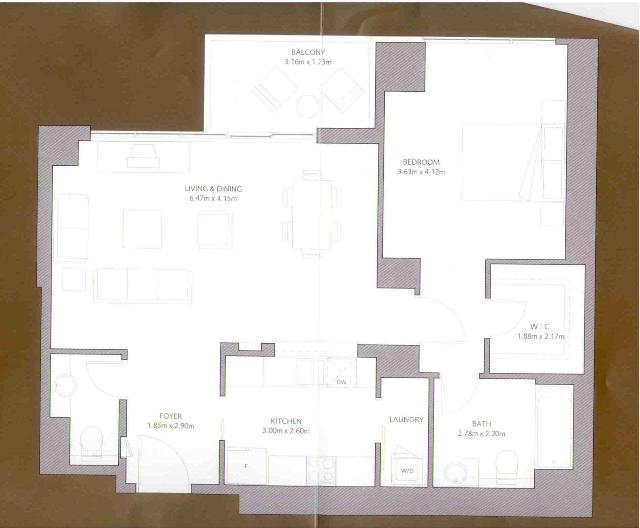 BALCONY
3.16m x 1.73m
BEDROOM
3.63m x 4.12m
LIVING & DINING
6.47m x 4.15m
W.I.C.
1.88m x 2.17m
DW
FOYER
1.85m x 2.90m
KITCHEN
3.00m x 2.60m
LAUNDRY
BATH
2.78m x 2.20m
F
W/D